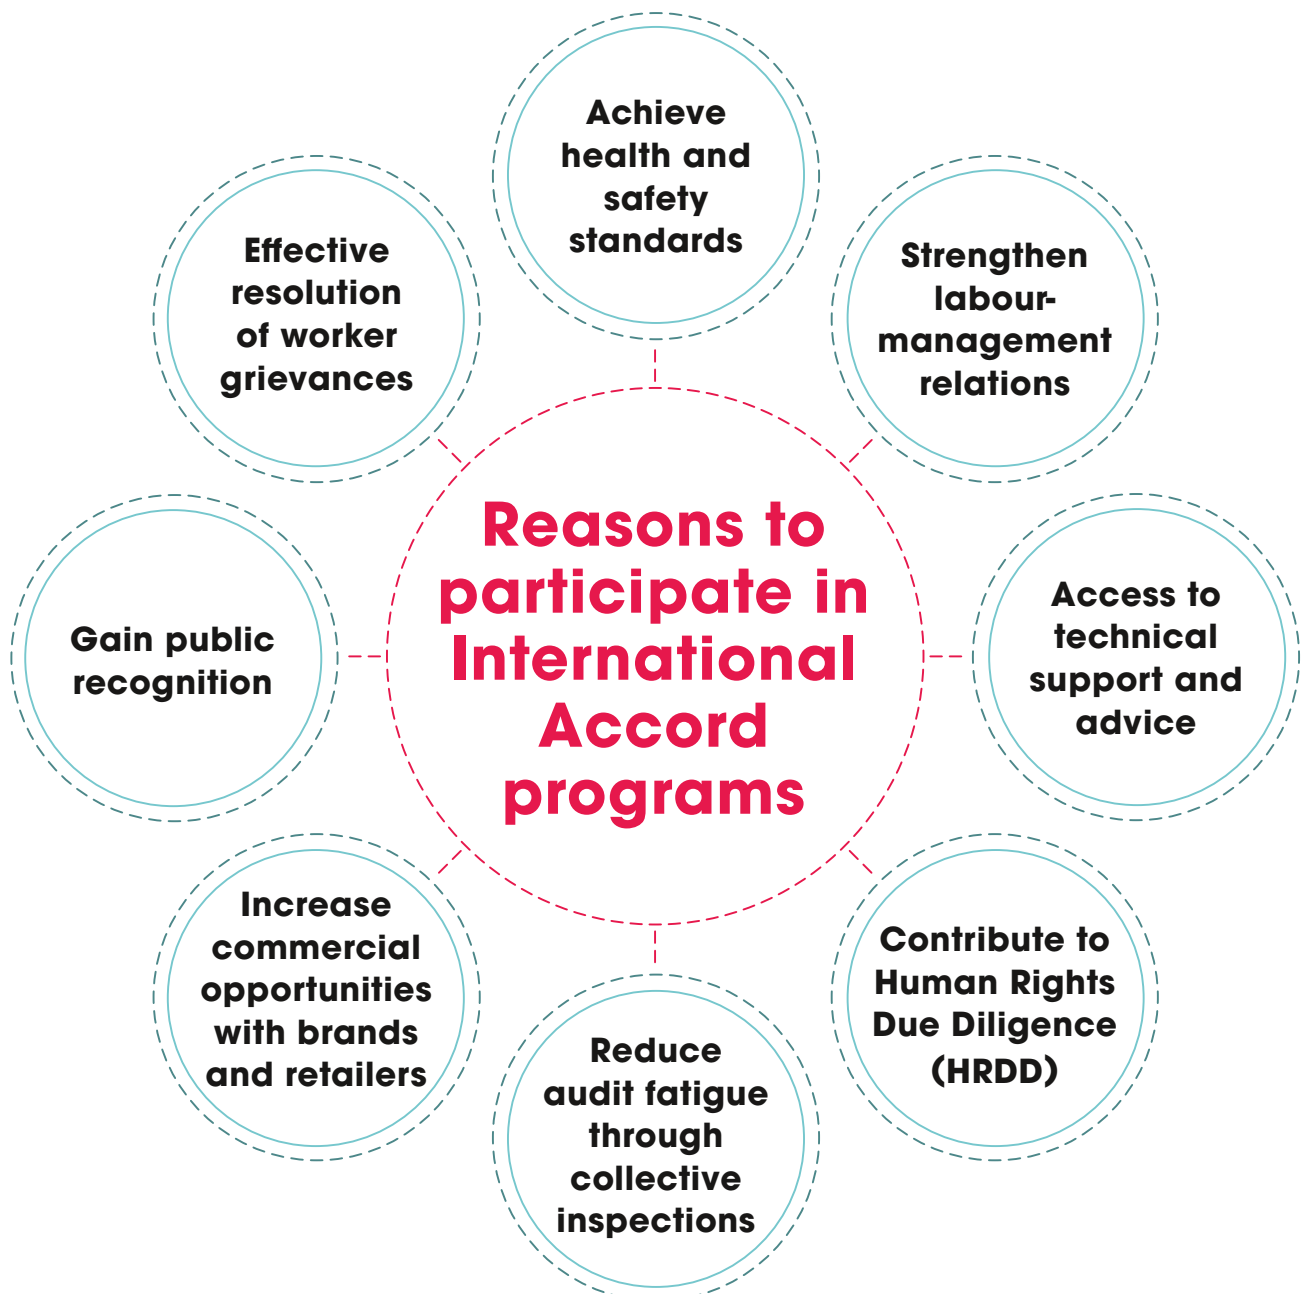 Achieve
health and
safety
standards
Strengthen
labour-
management
relations
Access to
technical
support and
advice
Contribute to
Human Rights
Due Diligence
(HRDD)
Reduce
audit fatigue
through
collective
inspections
Increase
commercial
opportunities
with brands
and retailers
Gain public
recognition
Effective
resolution
of worker
grievances
Reasons to
participate in
International
Accord
programs